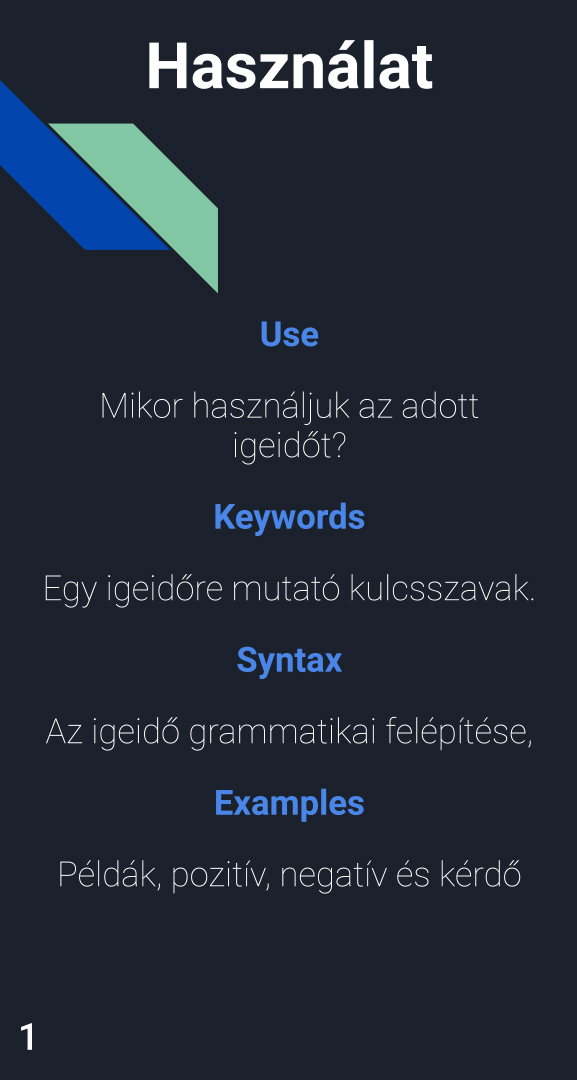 Használat
Use
Mikor használjuk az adott
igeidőt?
Keywords
Egy igeidőre mutató kulcsszavak.
Syntax
Az igeidő grammatikai felépítése,
Examples
Példák, pozitív, negatív és kérdő
1